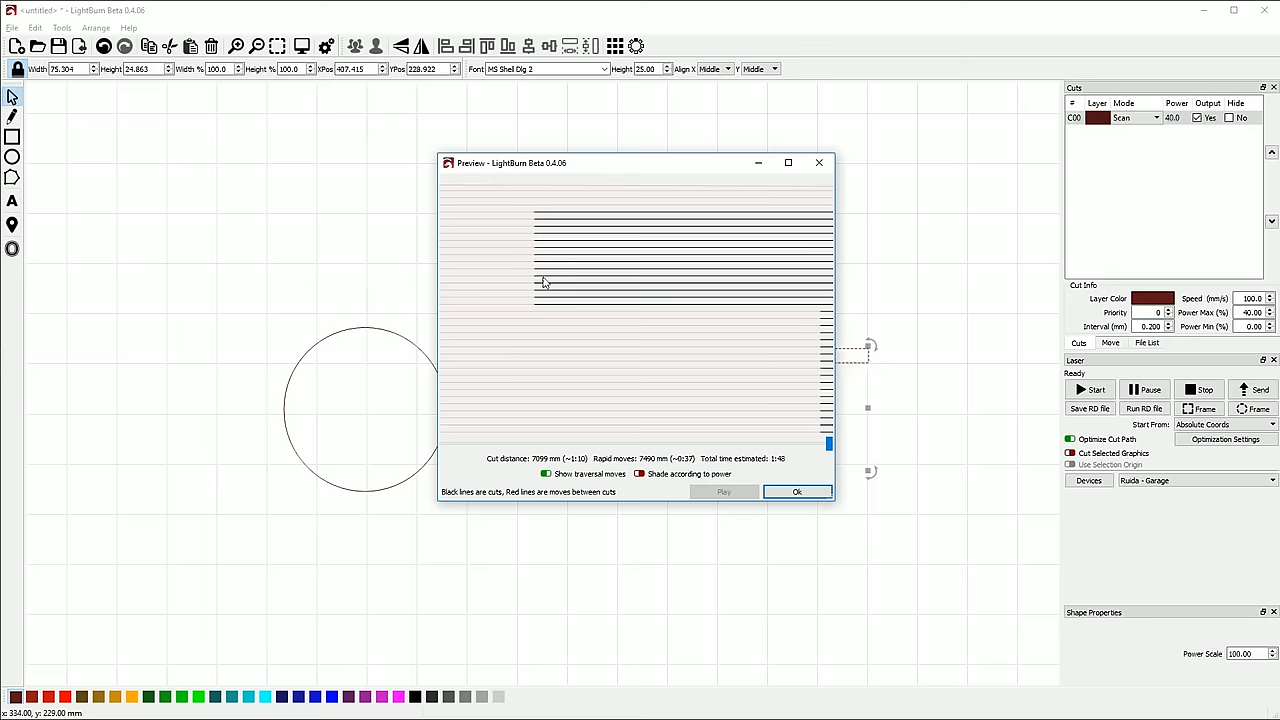 <untitled> * - LightBurn Beta 0.4.06
File Edit Tools Arrange Help
Width 75.304 Height 24.863 Width % 100.0 Height % 100.0 XPos 407.415 YPos 228.922 Font MS Shell Dlg 2 Height 25.00 Align X Middle Y Middle
Cuts
# Layer Mode Power Output Hide
C00 Scan 40.0 Yes No
Preview - LightBurn Beta 0.4.06
Cut distance: 7099 mm (~1:10) Rapid moves: 7490 mm (~0:37) Total time estimated: 1:48
Show traversal moves Shade according to power
Black lines are cuts, Red lines are moves between cuts Play Ok
Cut Info
Layer Color Speed (mm/s) 100.0
Priority 0 Power Max (%) 40.00
Interval (mm) 0.200 Power Min (%) 0.00
Cuts Move File List
Laser
Ready
Start Pause Stop Send
Save RD file Run RD file Frame Frame
Start From: Absolute Coords
Optimize Cut Path Optimization Settings
Cut Selected Graphics
Use Selection Origin
Devices Ruida - Garage
Shape Properties
Power Scale 100.00
x: 334.00, y: 229.00 mm